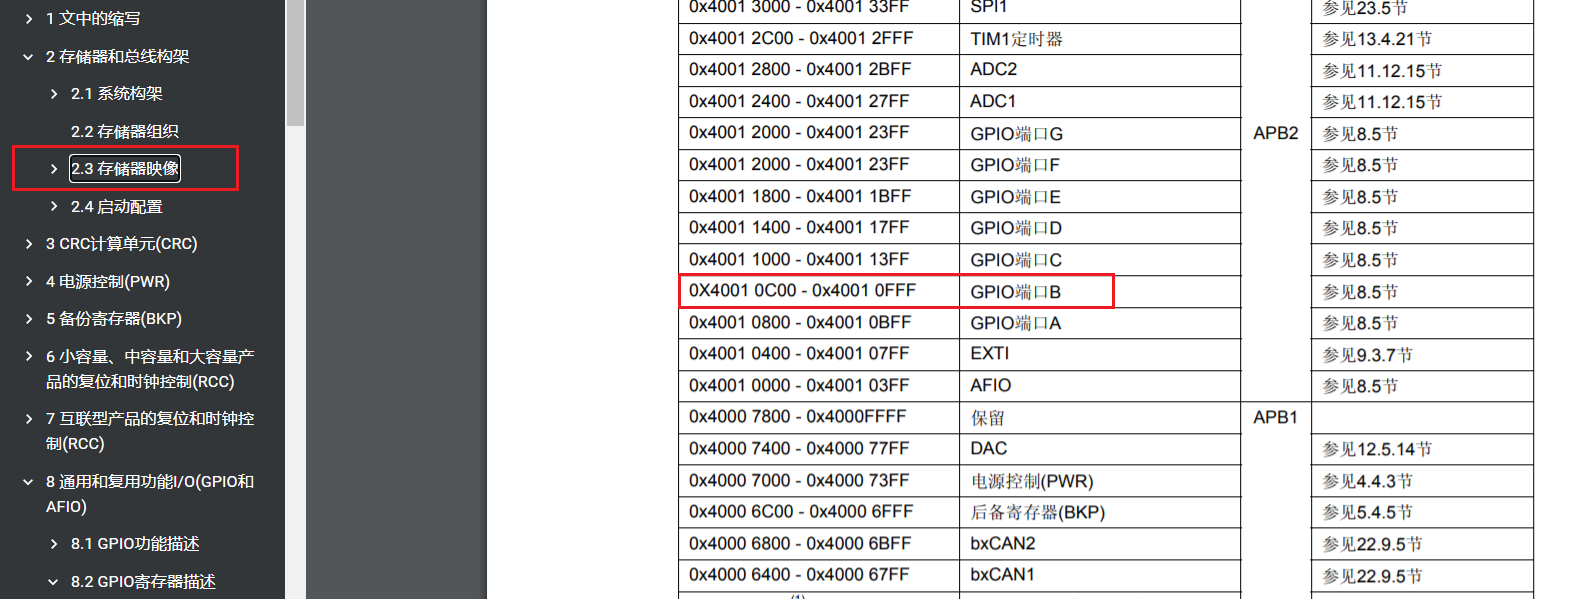 1 文中的缩写
2 存储器和总线构架
2.1 系统构架
2.2 存储器组织
2.3 存储器映像
2.4 启动配置
3 CRC计算单元(CRC)
4 电源控制(PWR)
5 备份寄存器(BKP)
6 小容量、中容量和大容量产
品的复位和时钟控制(RCC)
7 互联型产品的复位和时钟控
制(RCC)
8 通用和复用功能I/O(GPIO和
AFIO)
8.1 GPIO功能描述
8.2 GPIO寄存器描述
0x4001 3000 - 0x4001 33FF SPI1 参见23.5节
0x4001 2C00 - 0x4001 2FFF TIM1定时器 参见13.4.21节
0x4001 2800 - 0x4001 2BFF ADC2 参见11.12.15节
0x4001 2400 - 0x4001 27FF ADC1 参见11.12.15节
0x4001 2000 - 0x4001 23FF GPIO端口G APB2 参见8.5节
0x4001 2000 - 0x4001 23FF GPIO端口F 参见8.5节
0x4001 1800 - 0x4001 1BFF GPIO端口E 参见8.5节
0x4001 1400 - 0x4001 17FF GPIO端口D 参见8.5节
0x4001 1000 - 0x4001 13FF GPIO端口C 参见8.5节
0X4001 0C00 - 0x4001 0FFF GPIO端口B 参见8.5节
0x4001 0800 - 0x4001 0BFF GPIO端口A 参见8.5节
0x4001 0400 - 0x4001 07FF EXTI 参见9.3.7节
0x4001 0000 - 0x4001 03FF AFIO 参见8.5节
0x4000 7800 - 0x4000FFFF 保留 APB1
0x4000 7400 - 0x4000 77FF DAC 参见12.5.14节
0x4000 7000 - 0x4000 73FF 电源控制(PWR) 参见4.4.3节
0x4000 6C00 - 0x4000 6FFF 后备寄存器(BKP) 参见5.4.5节
0x4000 6800 - 0x4000 6BFF bxCAN2 参见22.9.5节
0x4000 6400 - 0x4000 67FF bxCAN1 参见22.9.5节